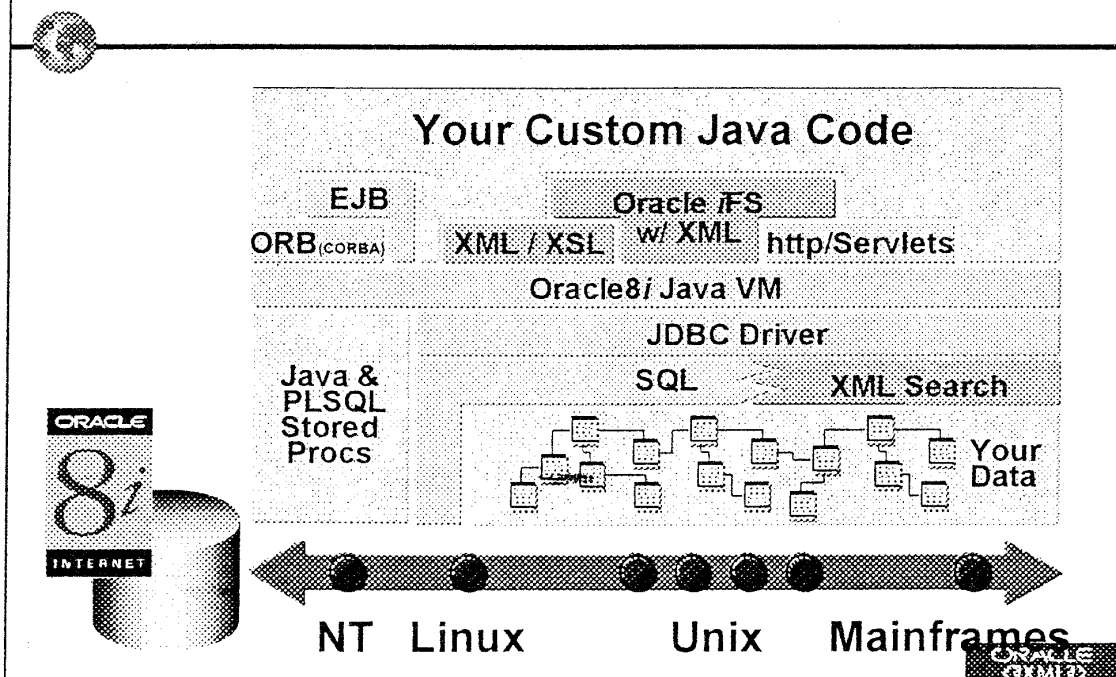 Your Custom Java Code
EJB
Oracle iFS
w/ XML
ORB(CORBA)
XML / XSL
http/Servlets
Oracle8i Java VM
JDBC Driver
SQL
XML Search
Java &
PLSQL
Stored
Procs
Your
Data
ORACLE
8i
INTERNET
NT
Linux
Unix
Mainframes
ORACLE